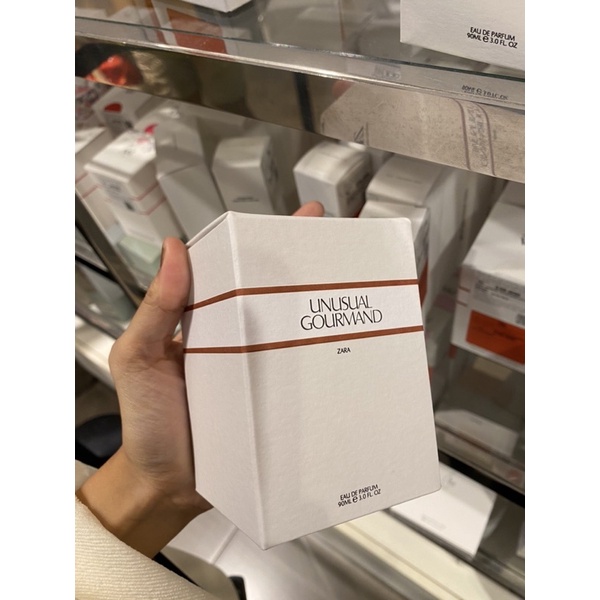 EAU DE PARFUM
90ML ℮ 3.0 FL OZ
UNUSUAL
GOURMAND
ZARA
EAU DE PARFUM
90ML ℮ 3.0 FL. OZ